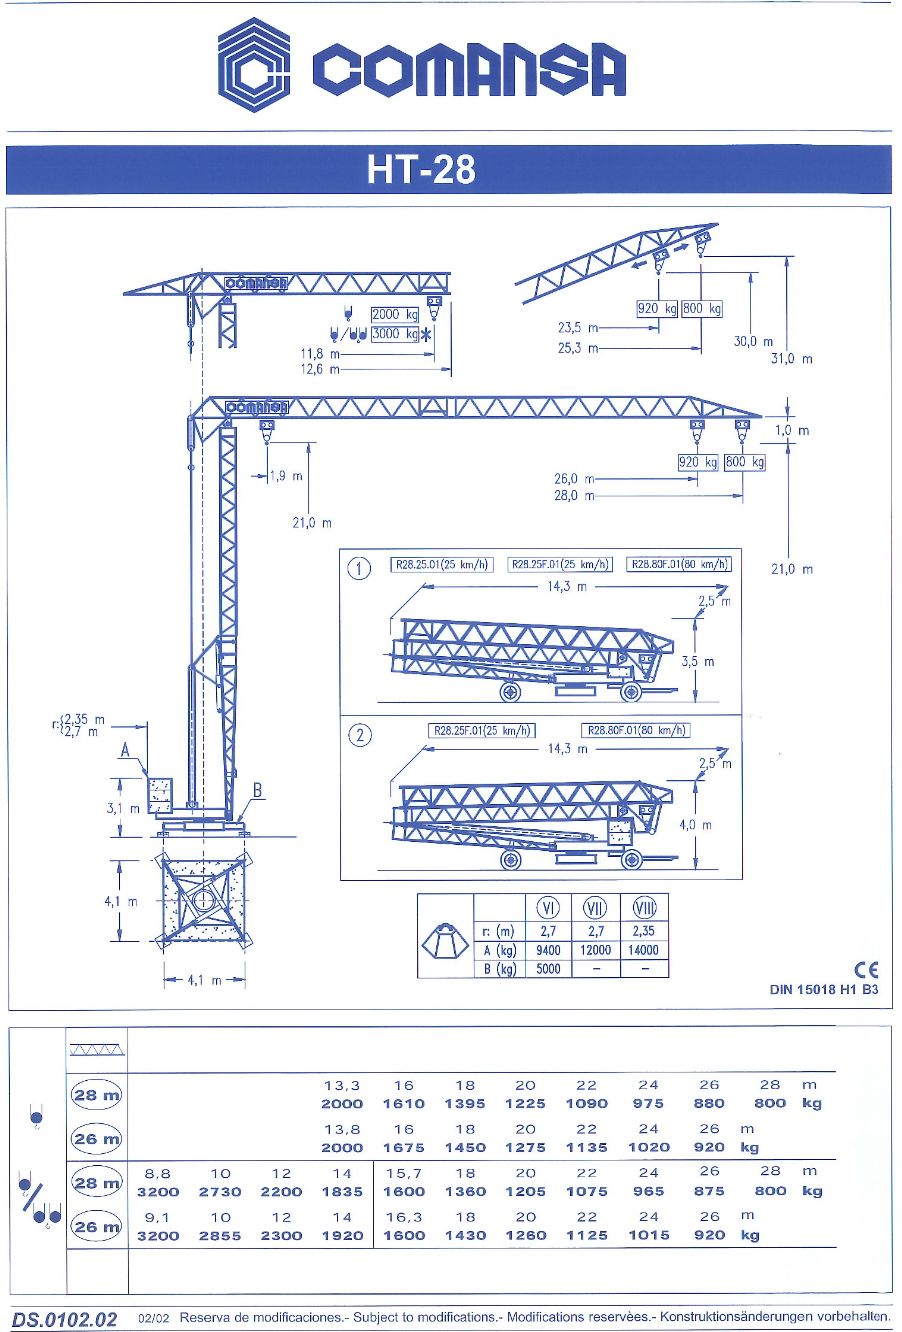 COMANSA
HT-28
COMANSA
2000 kg
3000 kg*
11,8 m
12,6 m
920 kg 800 kg
23,5 m
25,3 m
30,0 m
31,0 m
COMANSA
1,9 m
21,0 m
1,0 m
920 kg 800 kg
26,0 m
28,0 m
21,0 m
1 R28.25.01(25 km/h) R28.25F.01(25 km/h) R28.80F.01(80 km/h)
14,3 m
2,5 m
3,5 m
2 R28.25F.01(25 km/h) R28.80F.01(80 km/h)
14,3 m
2,5 m
4,0 m
r:{2,35 m
2,7 m
A
B
3,1 m
4,1 m
4,1 m
VI VII VIII
r: (m) 2,7 2,7 2,35
A (kg) 9400 12000 14000
B (kg) 5000 – –
CE
DIN 15018 H1 B3
28 m 13,3 16 18 20 22 24 26 28 m
2000 1610 1395 1225 1090 975 880 800 kg
26 m 13,8 16 18 20 22 24 26 m
2000 1675 1450 1275 1135 1020 920 kg
28 m 8,8 10 12 14 15,7 18 20 22 24 26 28 m
3200 2730 2200 1835 1600 1360 1205 1075 965 875 800 kg
26 m 9,1 10 12 14 16,3 18 20 22 24 26 m
3200 2855 2300 1920 1600 1430 1260 1125 1015 920 kg
DS.0102.02 02/02 Reserva de modificaciones.- Subject to modifications.- Modifications reservèes.- Konstruktionsänderungen vorbehalten.